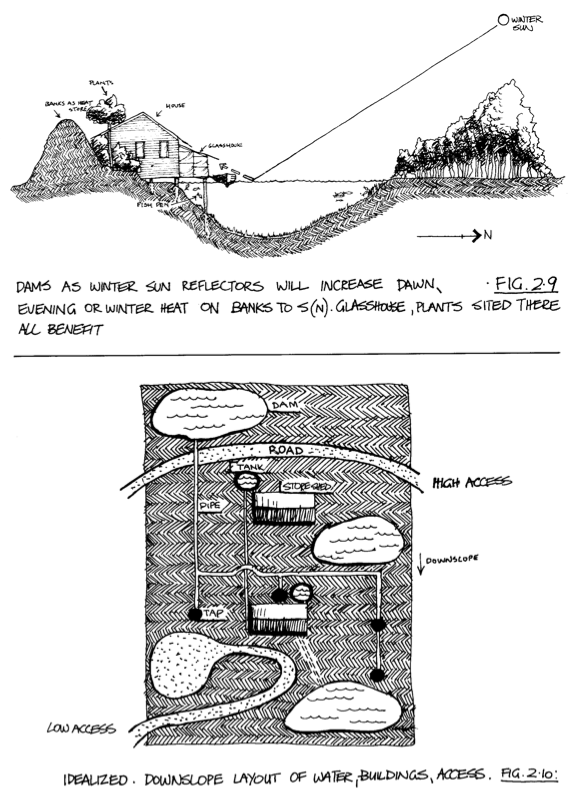 WINTER
SUN
PLANTS
BANKS AS HEAT
STORE
HOUSE
GLASSHOUSE
FISH PEN
N
DAMS AS WINTER SUN REFLECTORS WILL INCREASE DAWN, · FIG. 2·9
EVENING OR WINTER HEAT ON BANKS TO S(N). GLASSHOUSE, PLANTS SITED THERE
ALL BENEFIT
DAM
ROAD
TANK
STORESHED
HIGH ACCESS
PIPE
DOWNSLOPE
TAP
LOW ACCESS
IDEALIZED · DOWNSLOPE LAYOUT OF WATER, BUILDINGS, ACCESS. FIG. 2·10: